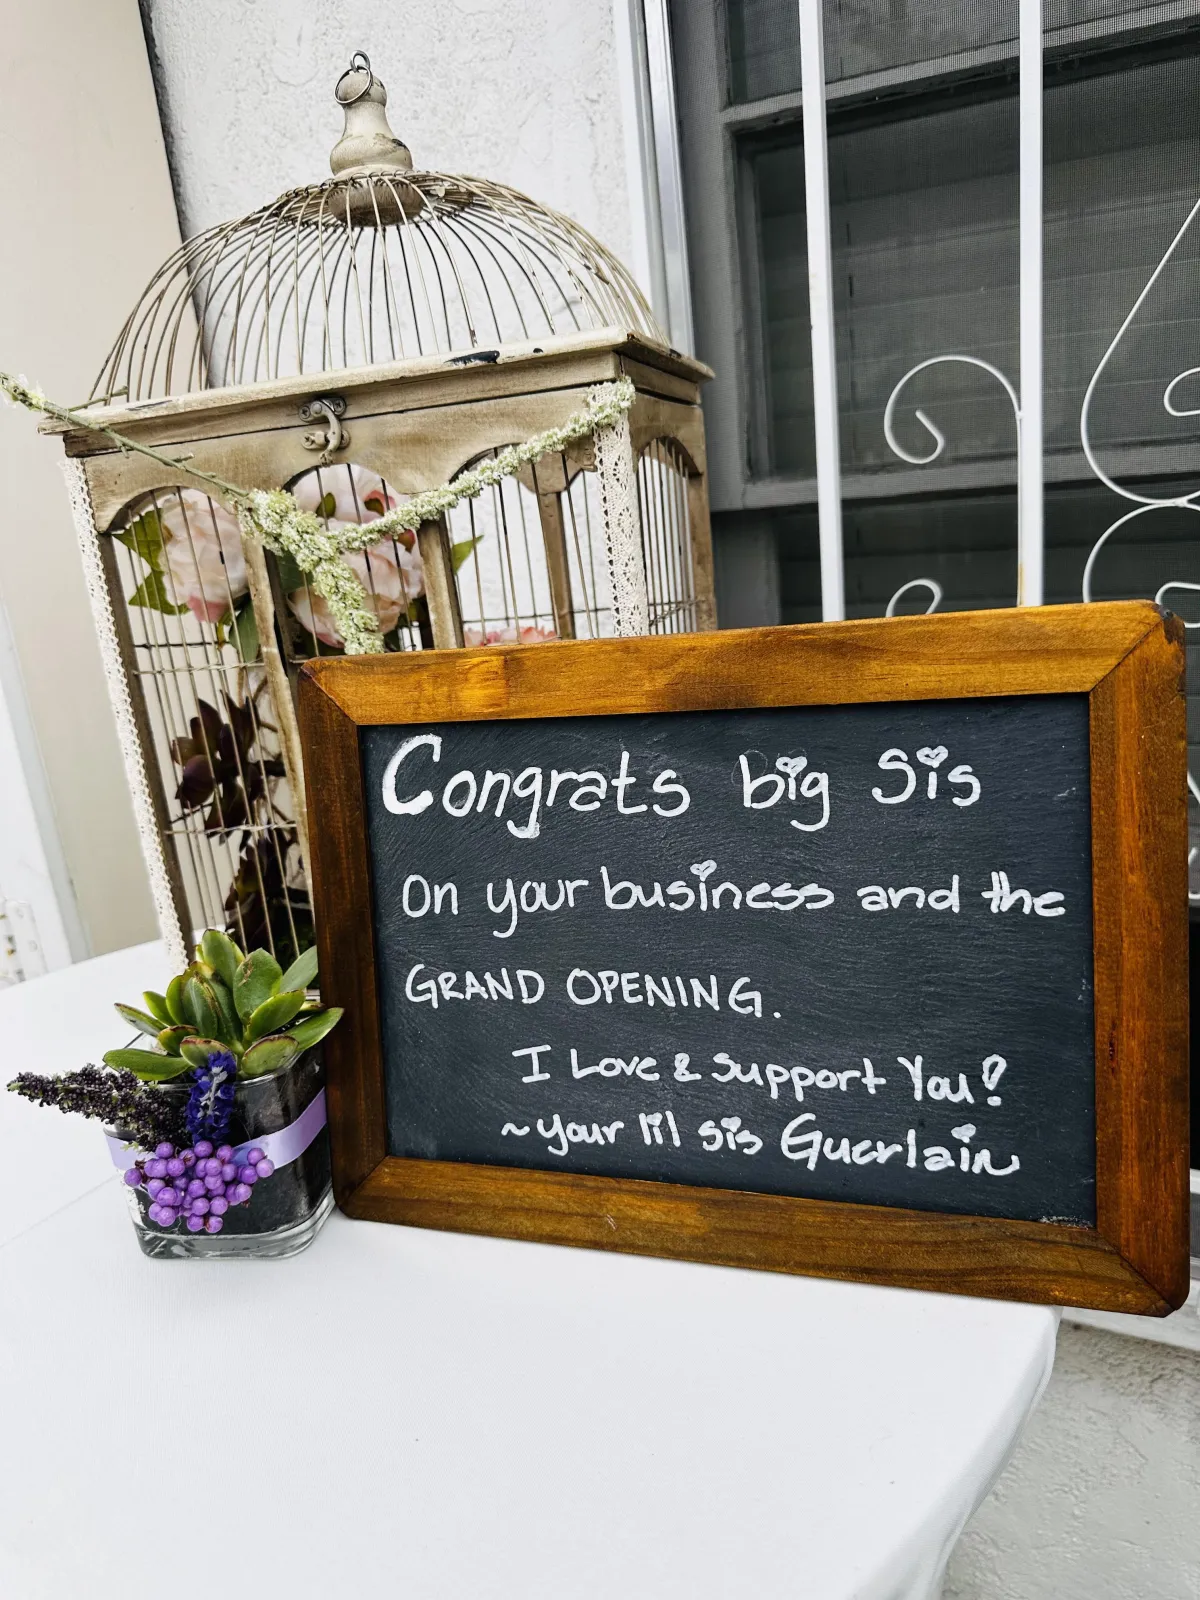 Congrats big Sis
On your business and the
GRAND OPENING.
I Love & Support You!
~your lil sis Guerlain